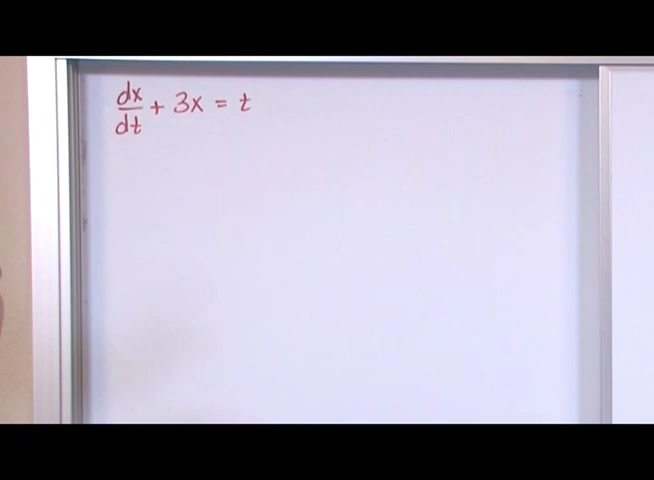 dx/dt + 3x = t